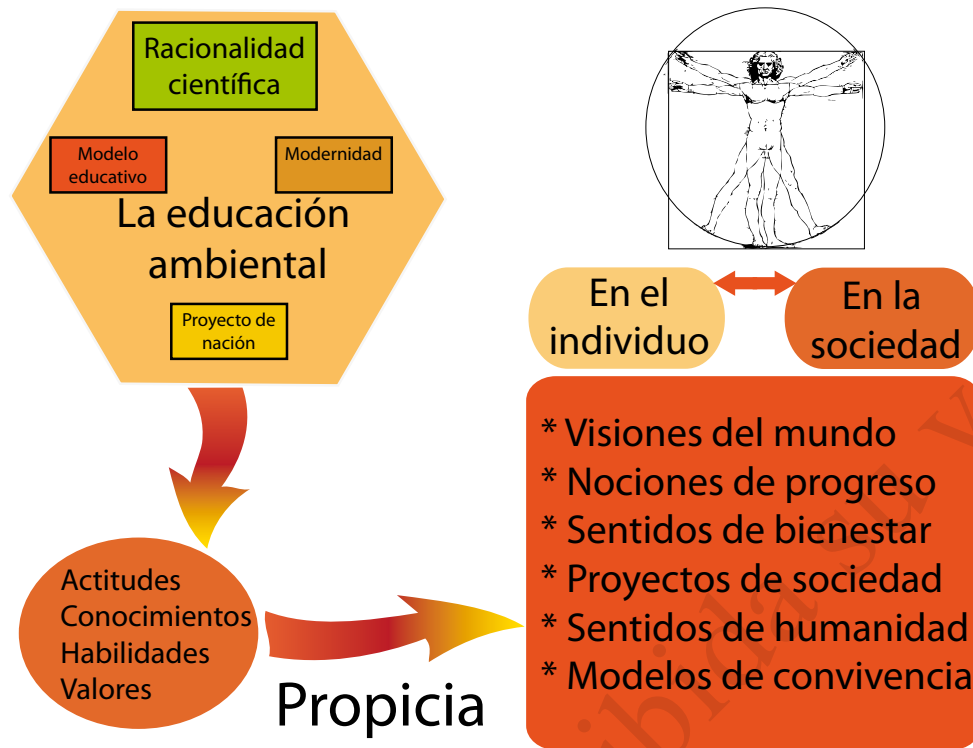 Racionalidad
científica
Modelo
educativo
Modernidad
La educación
ambiental
Proyecto de
nación
Actitudes
Conocimientos
Habilidades
Valores
Propicia
En el
individuo
En la
sociedad
* Visiones del mundo
* Nociones de progreso
* Sentidos de bienestar
* Proyectos de sociedad
* Sentidos de humanidad
* Modelos de convivencia